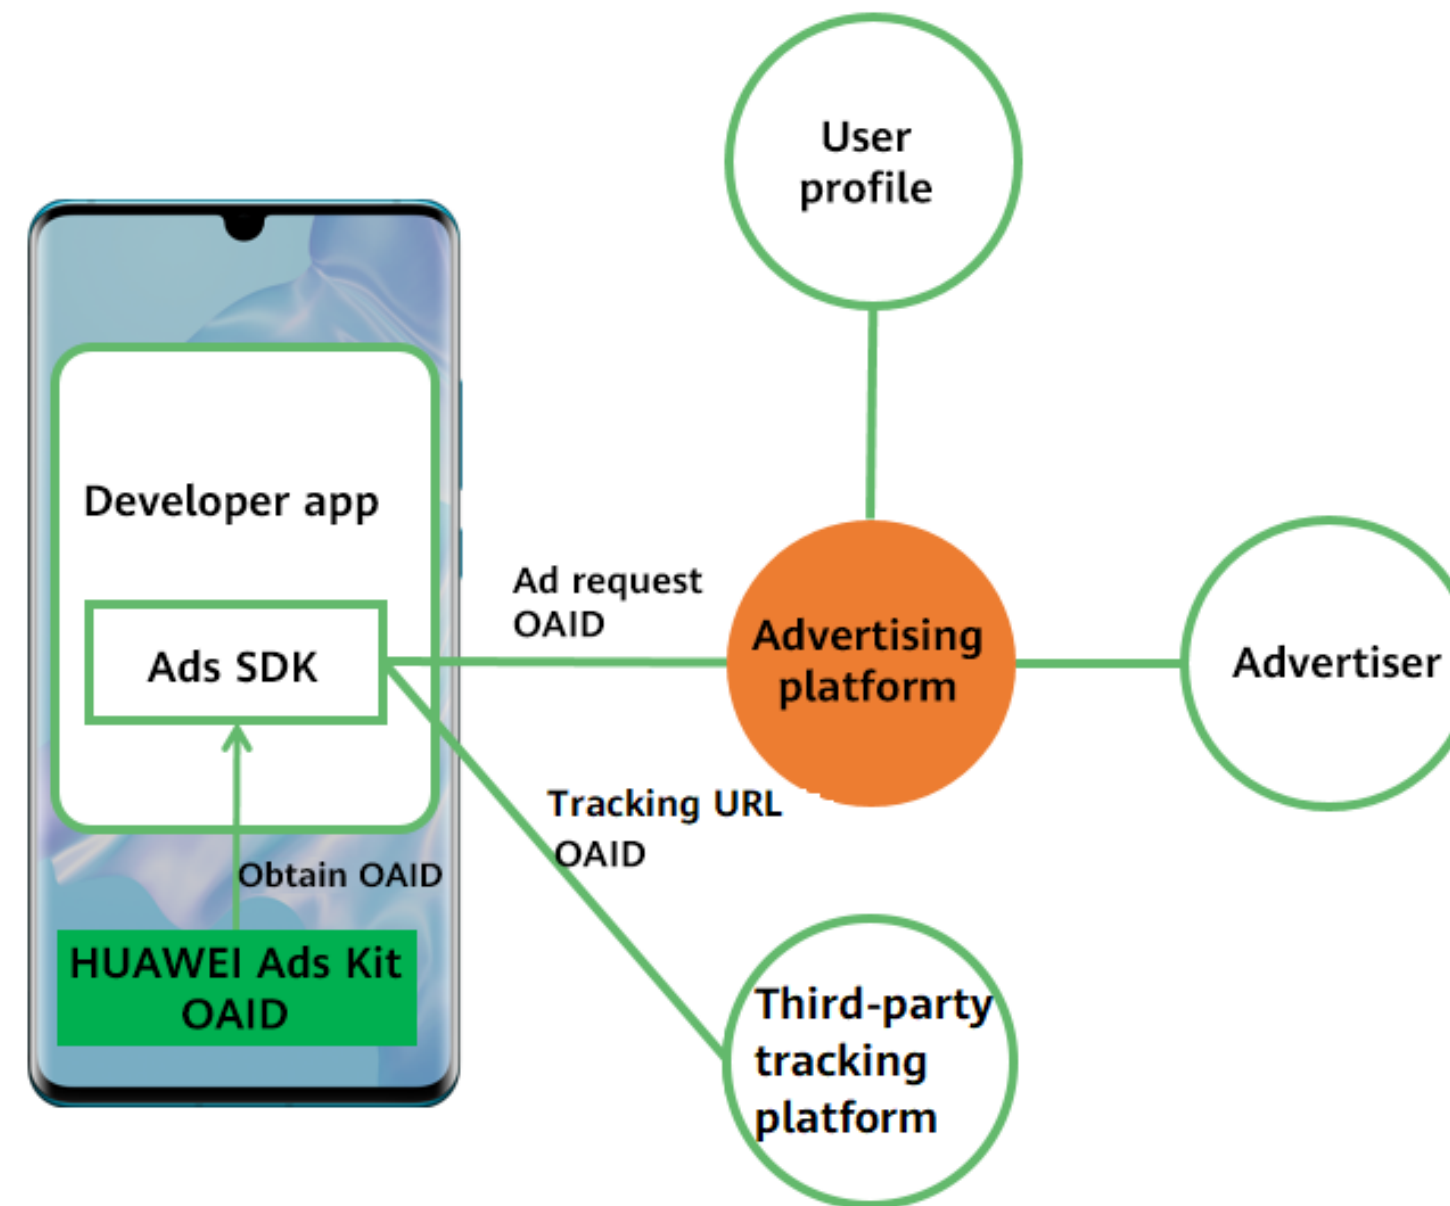 User
profile
Developer app
Ads SDK
Ad request
OAID
Advertising
platform
Advertiser
Tracking URL
OAID
Obtain OAID
HUAWEI Ads Kit
OAID
Third-party
tracking
platform